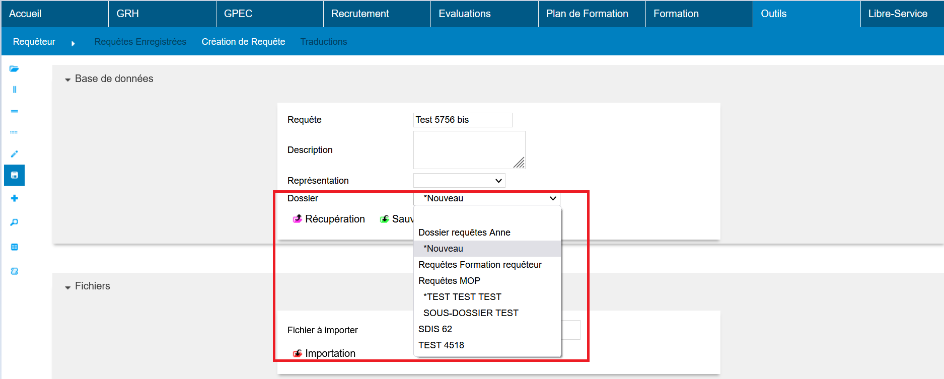 Accueil GRH GPEC Recrutement Evaluations Plan de Formation Formation Outils Libre-Service
Requêteur Requêtes Enregistrées Création de Requête Traductions
Base de données
Requête Test 5756 bis
Description
Représentation
Dossier *Nouveau
Récupération Sauv
Dossier requêtes Anne
*Nouveau
Requêtes Formation requêteur
Requêtes MOP
*TEST TEST TEST
SOUS-DOSSIER TEST
SDIS 62
TEST 4518
Fichiers
Fichier à importer
Importation